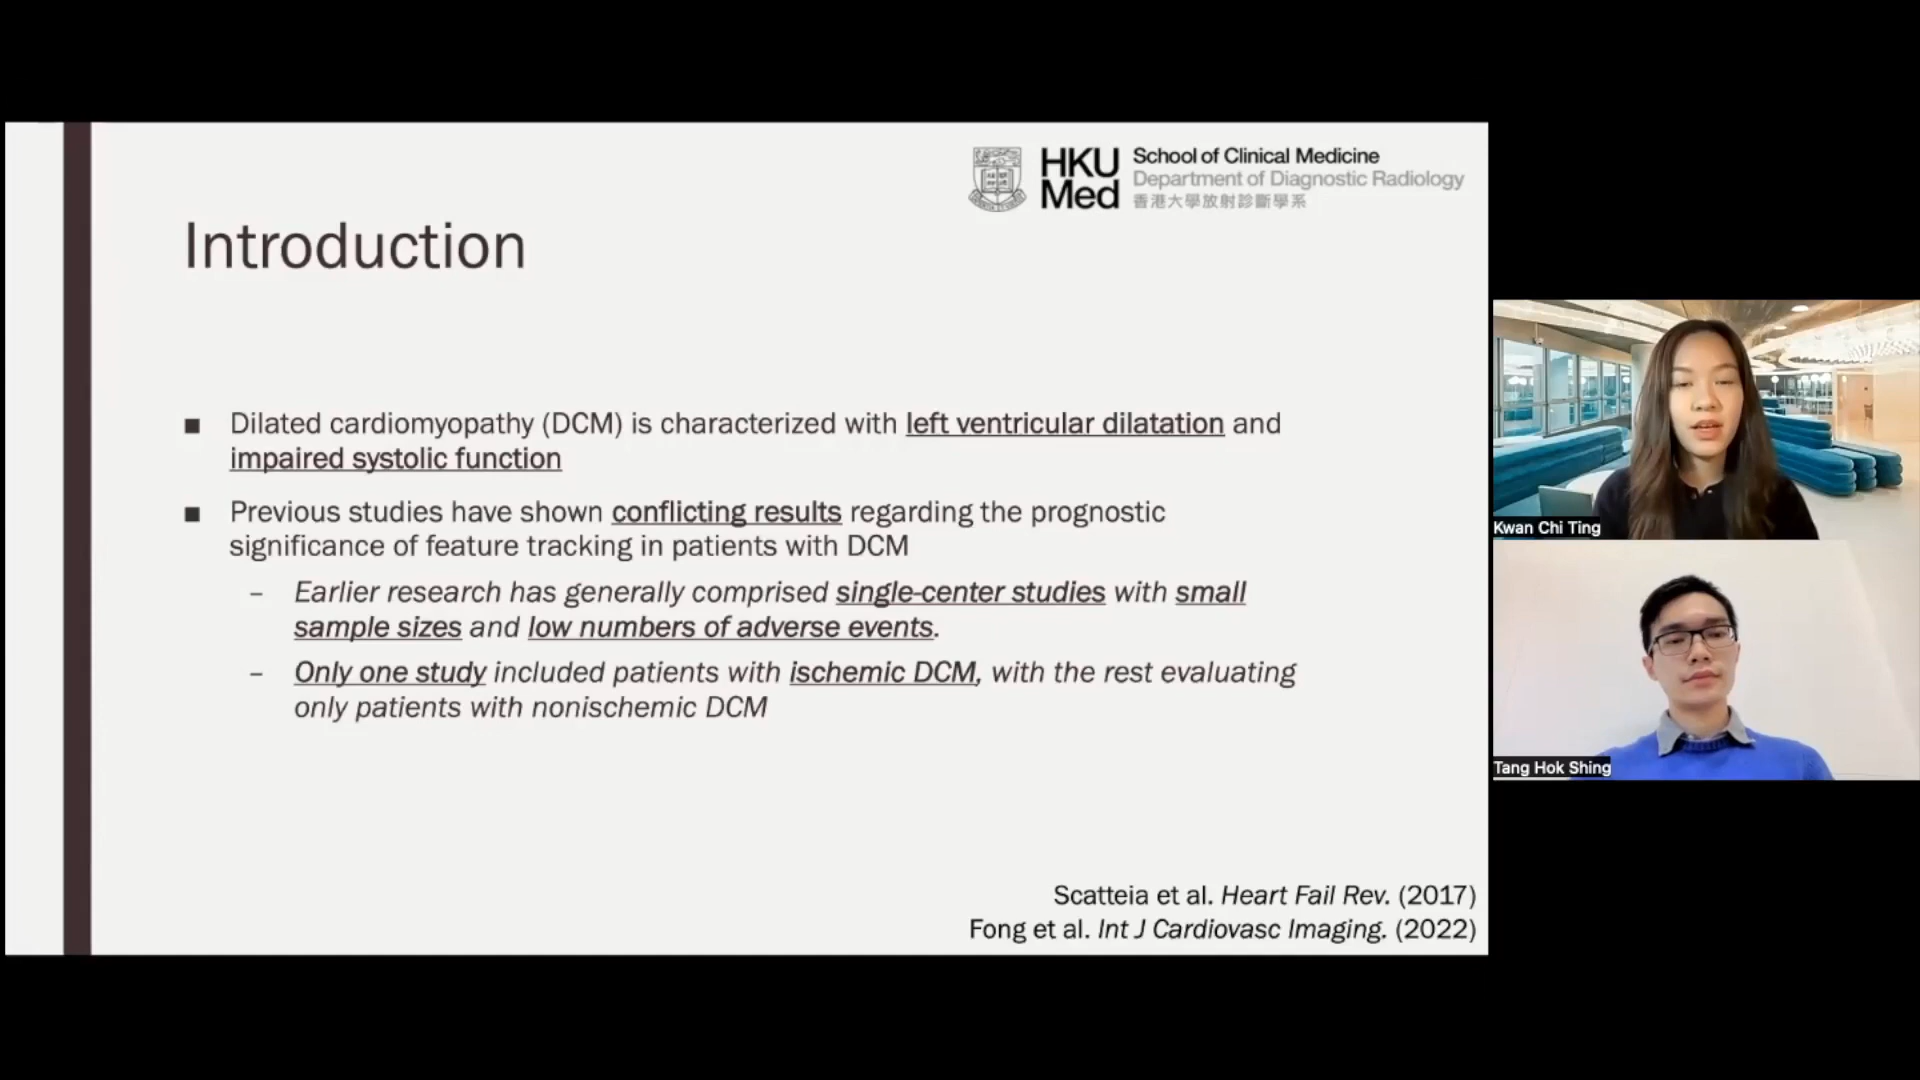 HKU
Med
School of Clinical Medicine
Department of Diagnostic Radiology
香港大學放射診斷學系
Introduction
■ Dilated cardiomyopathy (DCM) is characterized with left ventricular dilatation and
impaired systolic function
■ Previous studies have shown conflicting results regarding the prognostic
significance of feature tracking in patients with DCM
– Earlier research has generally comprised single-center studies with small
sample sizes and low numbers of adverse events.
– Only one study included patients with ischemic DCM, with the rest evaluating
only patients with nonischemic DCM
Scatteia et al. Heart Fail Rev. (2017)
Fong et al. Int J Cardiovasc Imaging. (2022)
Kwan Chi Ting
Tang Hok Shing